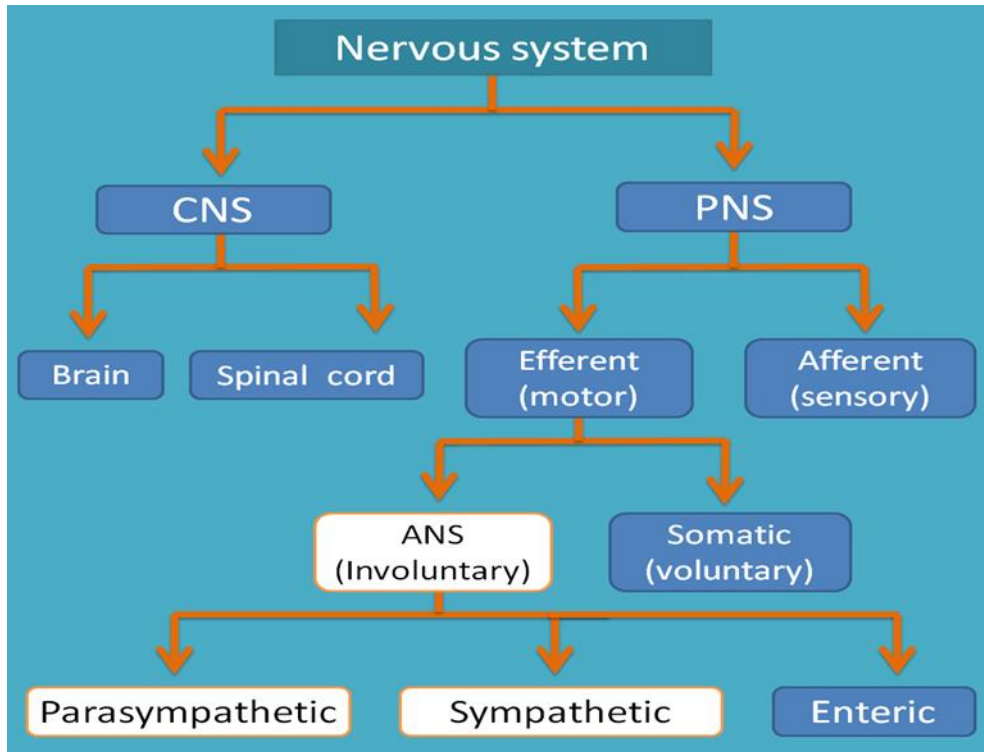 Nervous system
CNS
PNS
Brain
Spinal cord
Efferent
(motor)
Afferent
(sensory)
ANS
(Involuntary)
Somatic
(voluntary)
Parasympathetic
Sympathetic
Enteric